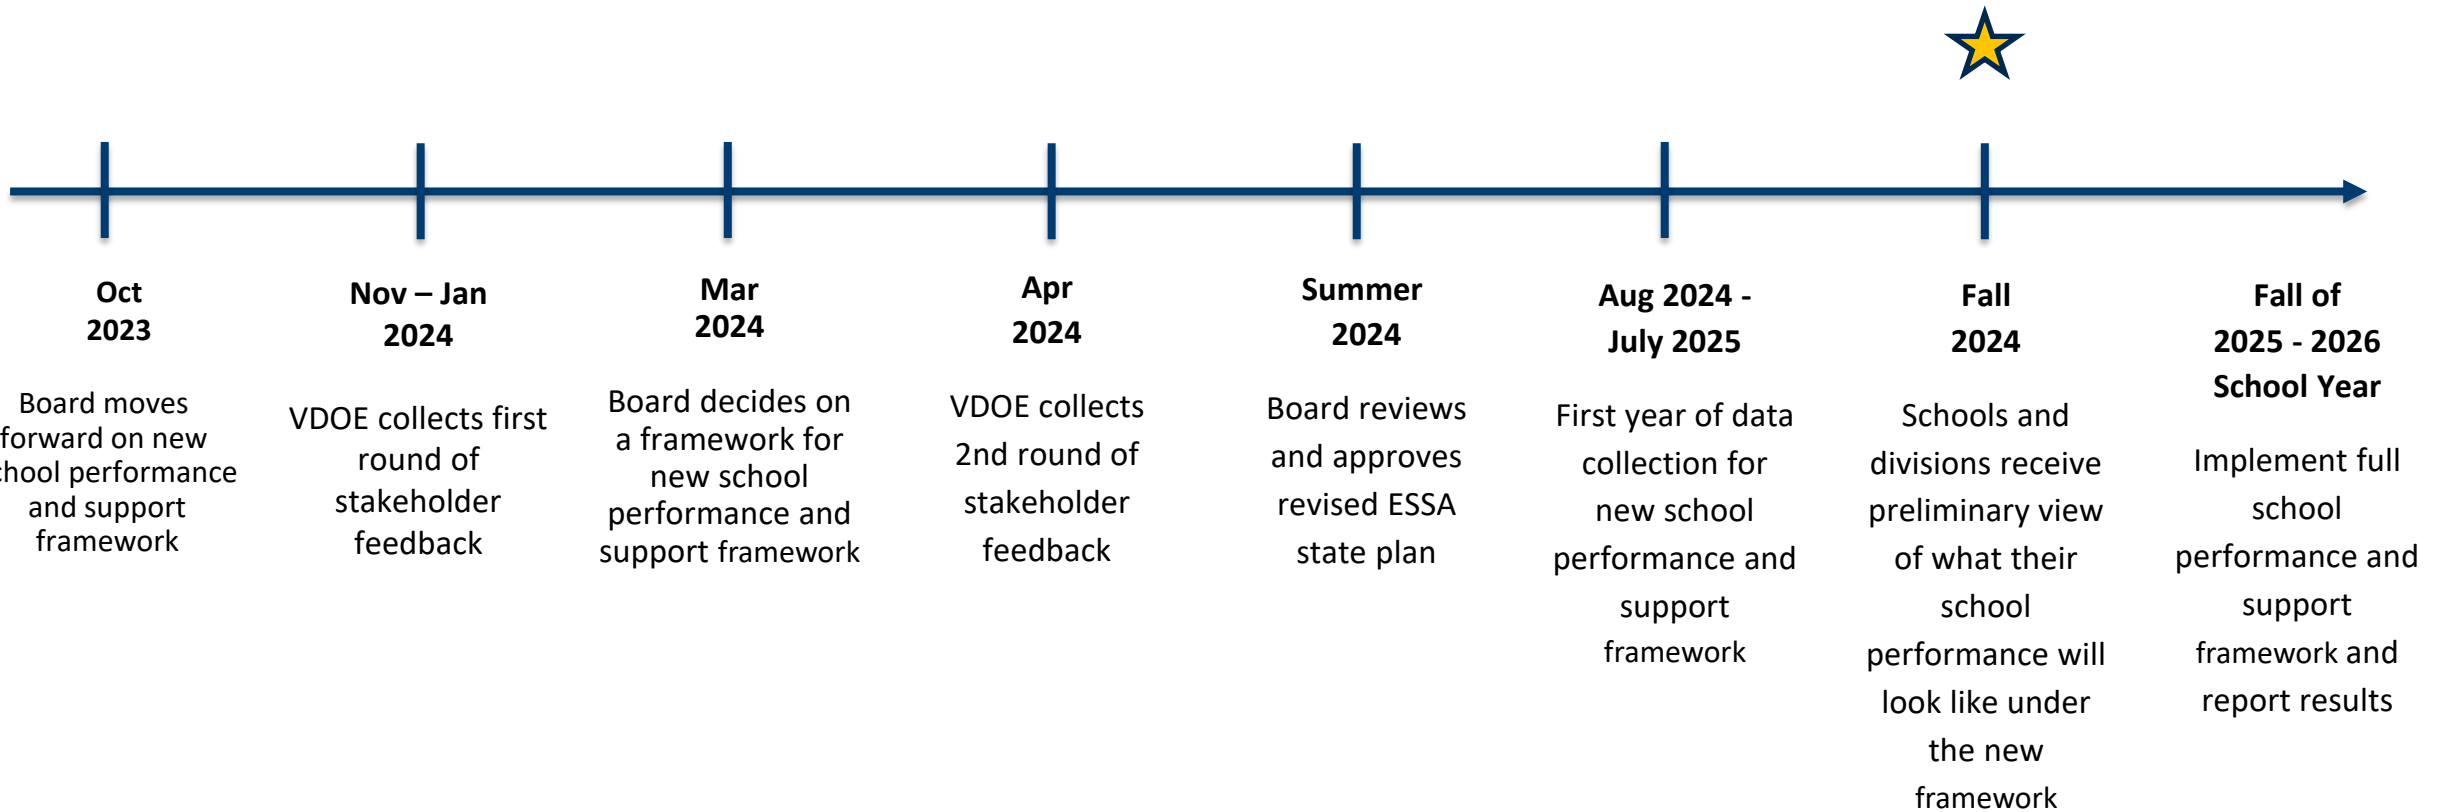 Oct
2023
Board moves
forward on new
performance
and support
framework
Nov – Jan
2024
VDOE collects first
round of
stakeholder
feedback
Mar
2024
Board decides on
a framework for
new school
performance and
support framework
Apr
2024
VDOE collects
2nd round of
stakeholder
feedback
Summer
2024
Board reviews
and approves
revised ESSA
state plan
Aug 2024 -
July 2025
First year of data
collection for
new school
performance and
support
framework
Fall
2024
Schools and
divisions receive
preliminary view
of what their
school
performance will
look like under
the new
framework
Fall of
2025 - 2026
School Year
Implement full
school
performance and
support
framework and
report results